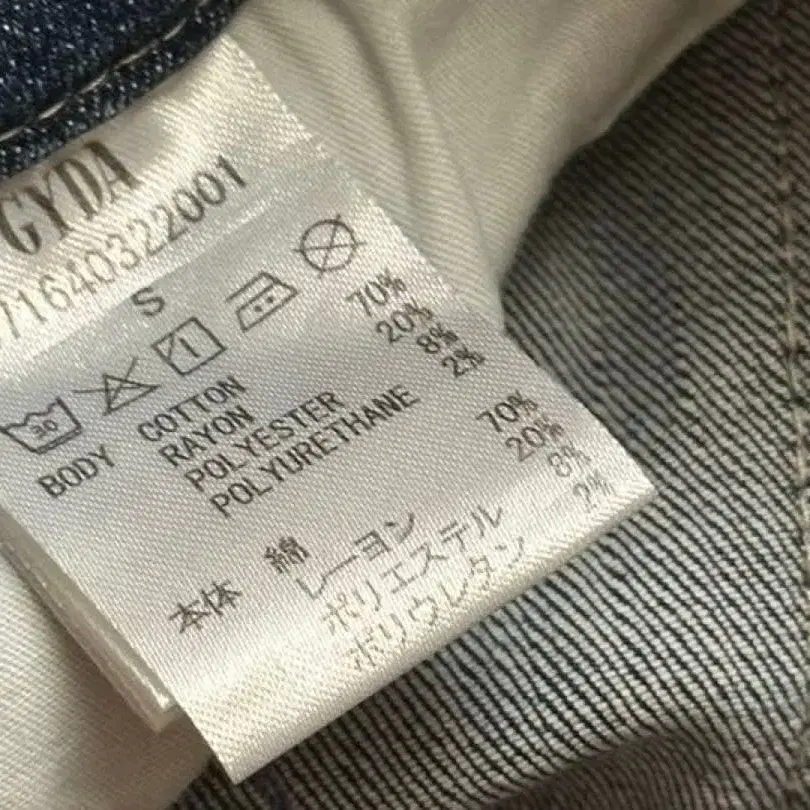 GYDA
71640322001
S
30
BODY COTTON 70%
RAYON 20%
POLYESTER 8%
POLYURETHANE 2%
本体 綿 70%
レーヨン 20%
ポリエステル 8%
ポリウレタン 2%